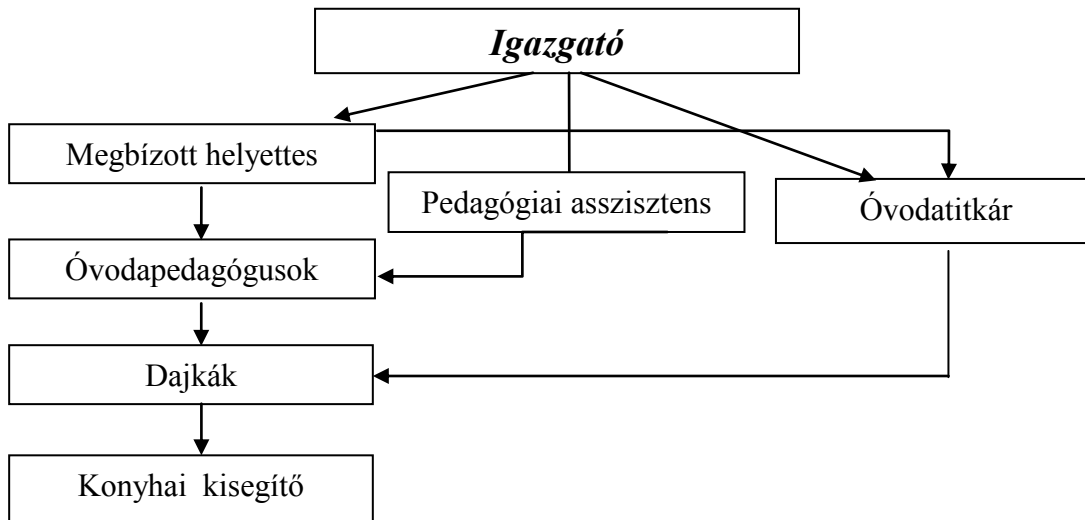 Igazgató
Megbízott helyettes
Pedagógiai asszisztens
Óvodatitkár
Óvodapedagógusok
Dajkák
Konyhai kisegítő